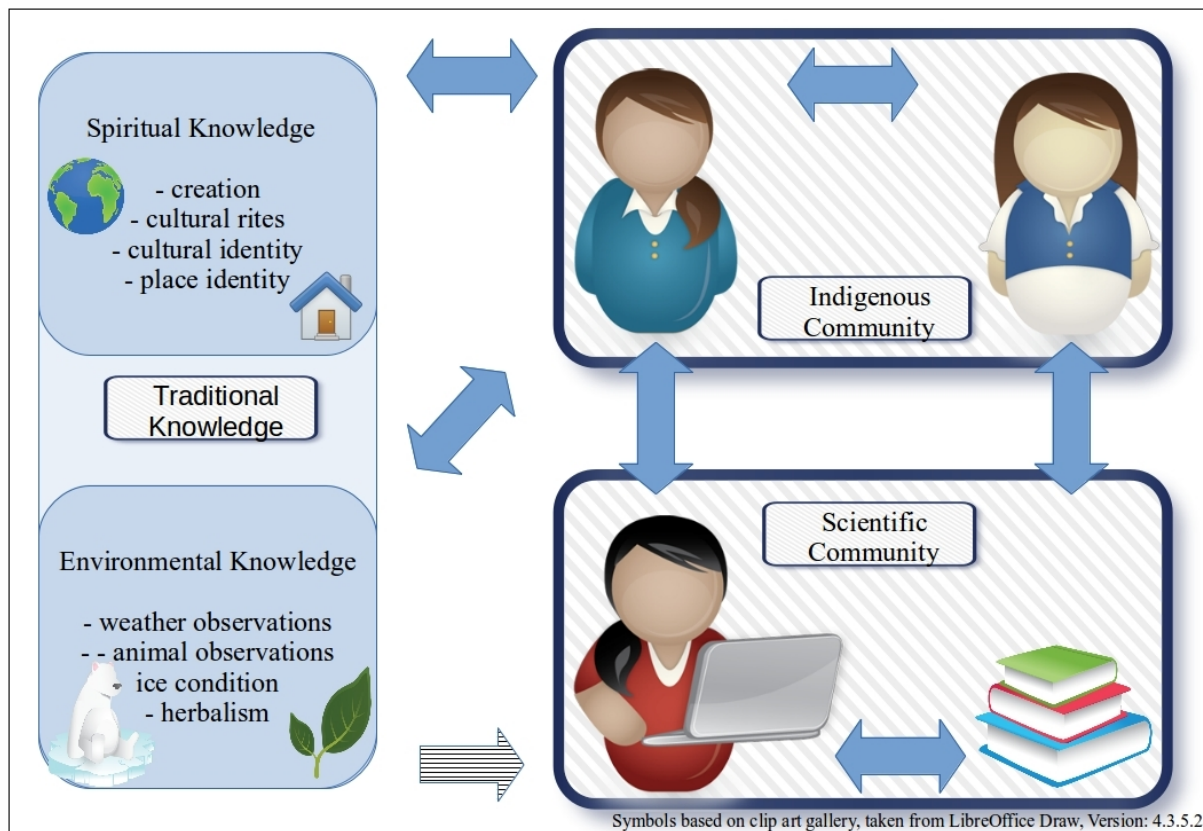 Spiritual Knowledge
- creation
- cultural rites
- cultural identity
- place identity
Traditional
Knowledge
Environmental Knowledge
- weather observations
- - animal observations
ice condition
- herbalism
Indigenous
Community
Scientific
Community
Symbols based on clip art gallery, taken from LibreOffice Draw, Version: 4.3.5.2